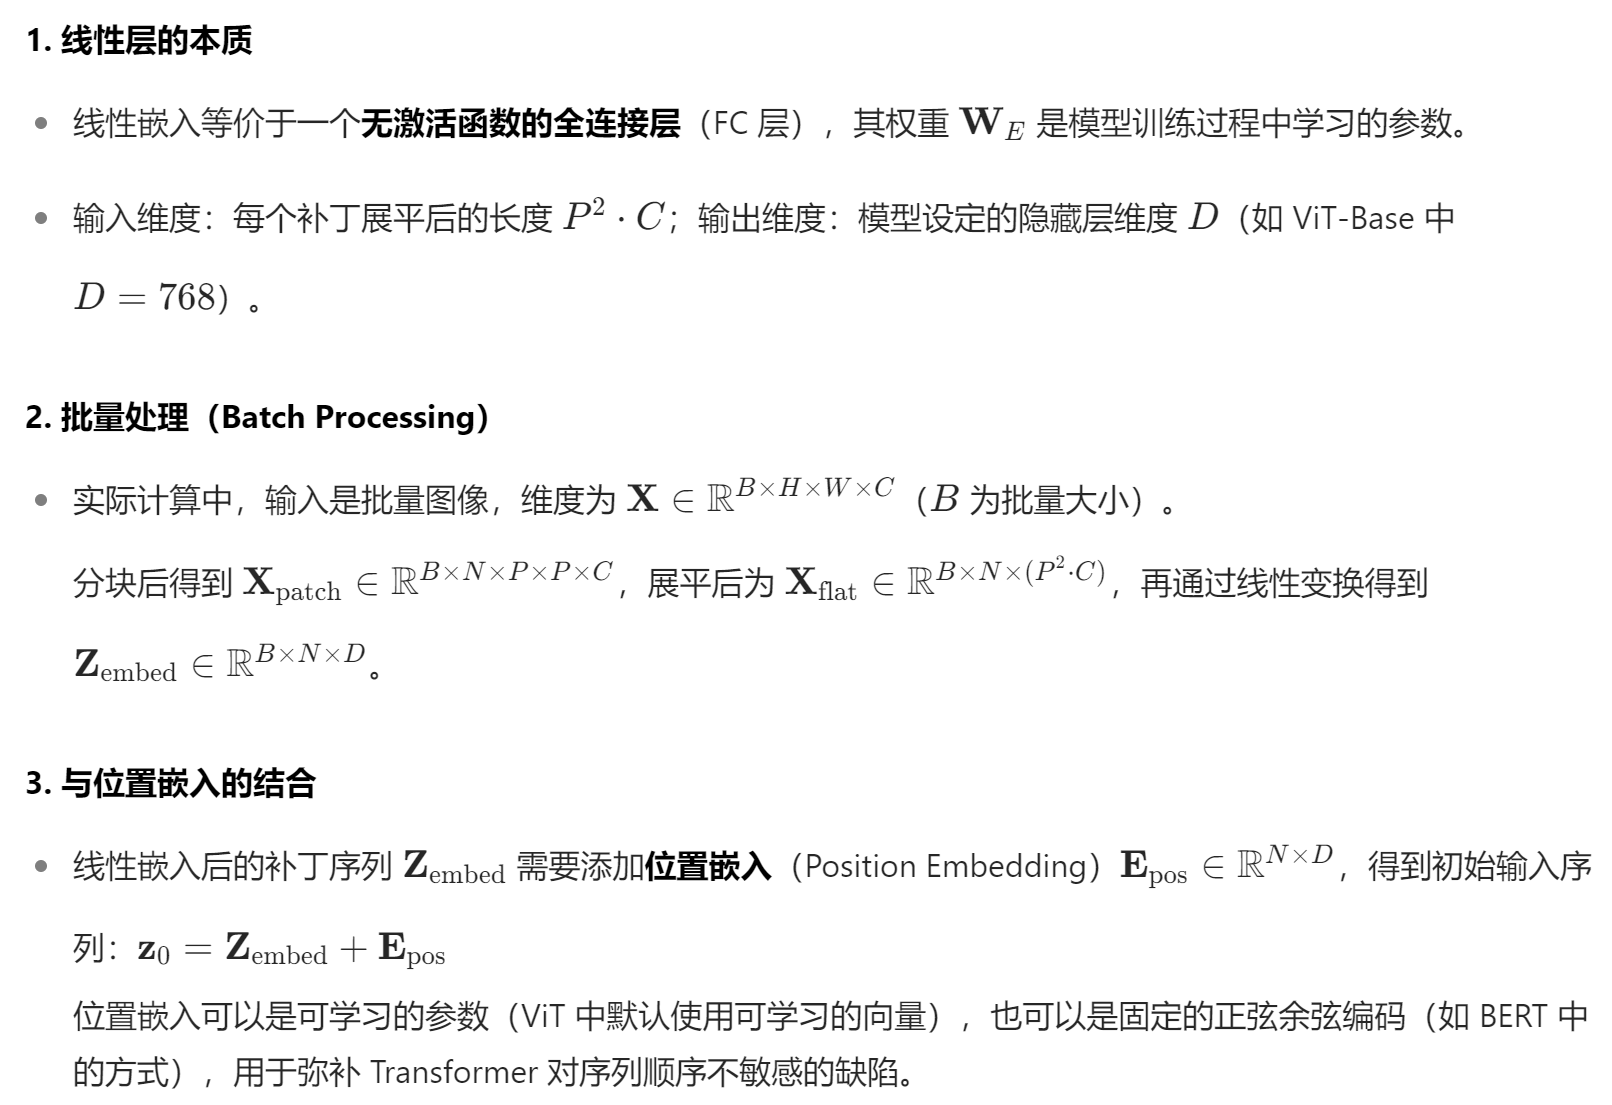 1. 线性层的本质
• 线性嵌入等价于一个无激活函数的全连接层（FC 层），其权重 $\mathbf{W}_E$ 是模型训练过程中学习的参数。
• 输入维度：每个补丁展平后的长度 $P^2 \cdot C$；输出维度：模型设定的隐藏层维度 $D$（如 ViT-Base 中
$D = 768$）。
2. 批量处理（Batch Processing）
• 实际计算中，输入是批量图像，维度为 $\mathbf{X} \in \mathbb{R}^{B \times H \times W \times C}$（$B$ 为批量大小）。
分块后得到 $\mathbf{X}_{\text{patch}} \in \mathbb{R}^{B \times N \times P \times P \times C}$，展平后为 $\mathbf{X}_{\text{flat}} \in \mathbb{R}^{B \times N \times (P^2 \cdot C)}$，再通过线性变换得到
$\mathbf{Z}_{\text{embed}} \in \mathbb{R}^{B \times N \times D}$。
3. 与位置嵌入的结合
• 线性嵌入后的补丁序列 $\mathbf{Z}_{\text{embed}}$ 需要添加位置嵌入（Position Embedding）$\mathbf{E}_{\text{pos}} \in \mathbb{R}^{N \times D}$，得到初始输入序
列：$\mathbf{z}_0 = \mathbf{Z}_{\text{embed}} + \mathbf{E}_{\text{pos}}$
位置嵌入可以是可学习的参数（ViT 中默认使用可学习的向量），也可以是固定的正弦余弦编码（如 BERT 中
的方式），用于弥补 Transformer 对序列顺序不敏感的缺陷。